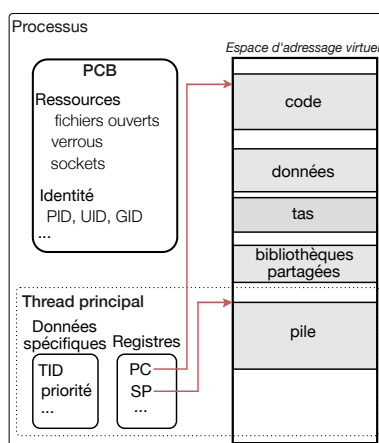 Processus
Espace d'adressage virtuel
PCB
Ressources
fichiers ouverts
verrous
sockets
Identité
PID, UID, GID
...
code
données
tas
bibliothèques
partagées
Thread principal
Données
spécifiques
TID
priorité
...
Registres
PC
SP
...
pile